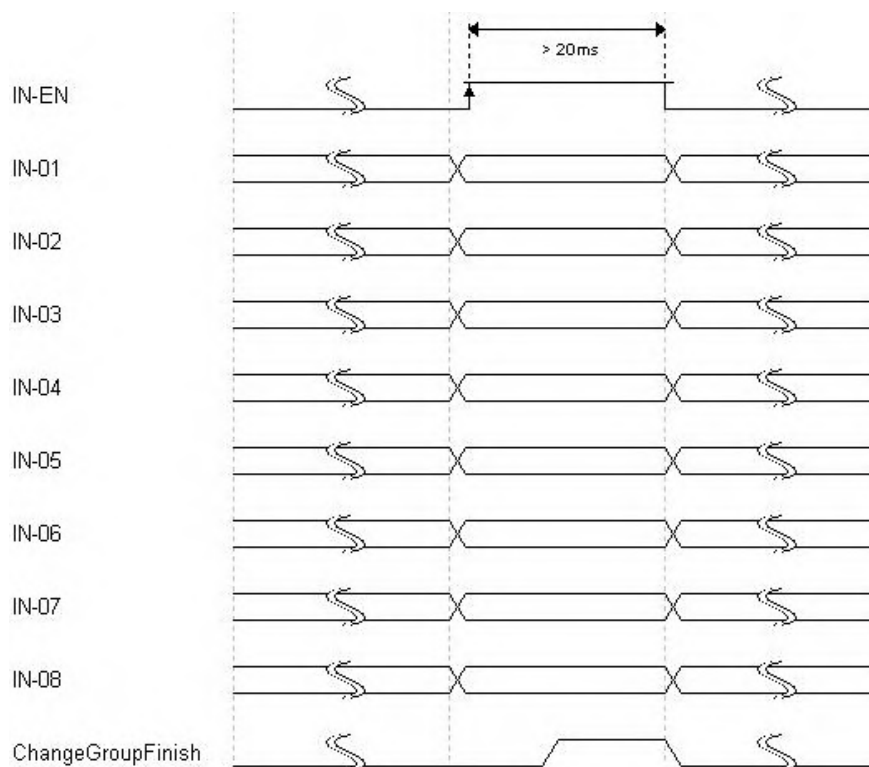 > 20ms
IN-EN
IN-01
IN-02
IN-03
IN-04
IN-05
IN-06
IN-07
IN-08
ChangeGroupFinish